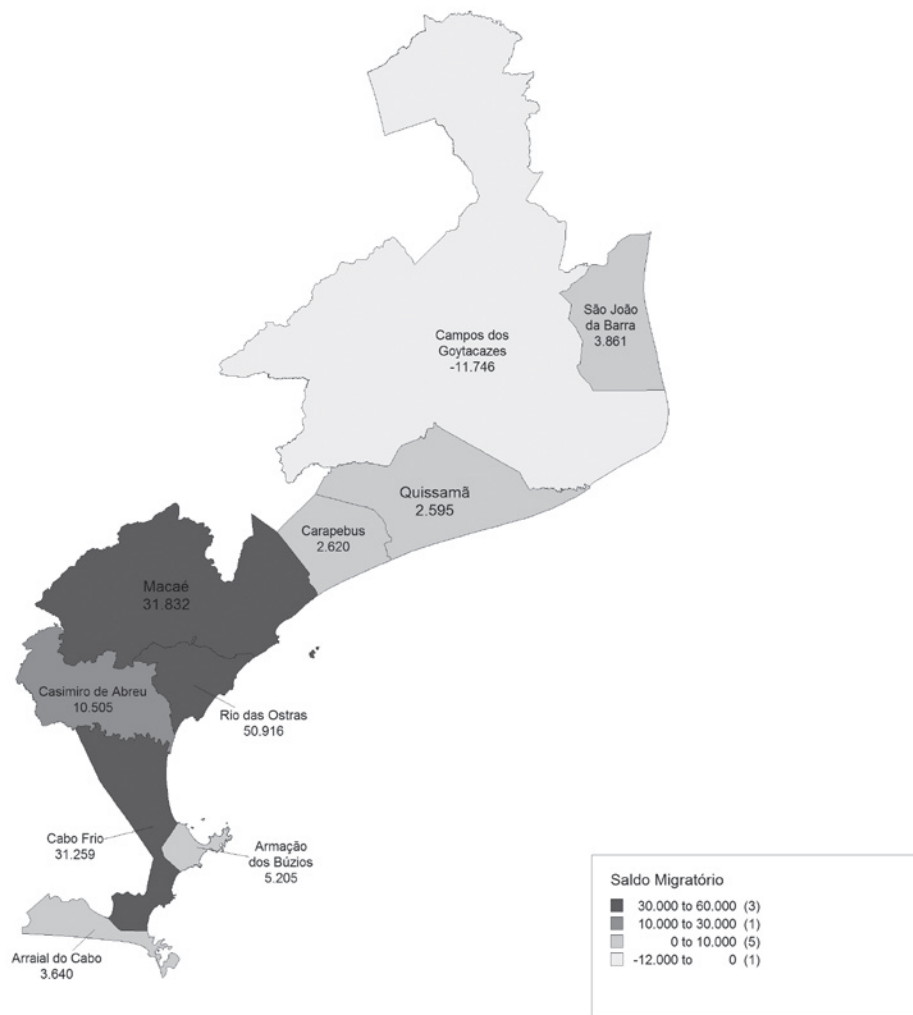 São João
da Barra
3.861
Campos dos
Goytacazes
-11.746
Quissamã
2.595
Carapebus
2.620
Macaé
31.832
Casimiro de Abreu
10.505
Rio das Ostras
50.916
Cabo Frio
31.259
Armação
dos Búzios
5.205
Arraial do Cabo
3.640
Saldo Migratório
30.000 to 60.000 (3)
10.000 to 30.000 (1)
0 to 10.000 (5)
-12.000 to 0 (1)